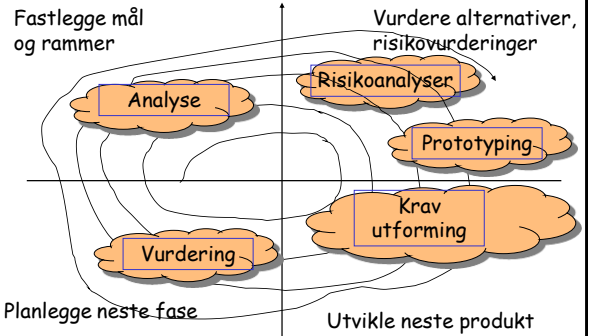 Fastlegge mål
og rammer
Vurdere alternativer,
risikovurderinger
Analyse
Risikoanalyser
Prototyping
Krav
utforming
Vurdering
Planlegge neste fase
Utvikle neste produkt